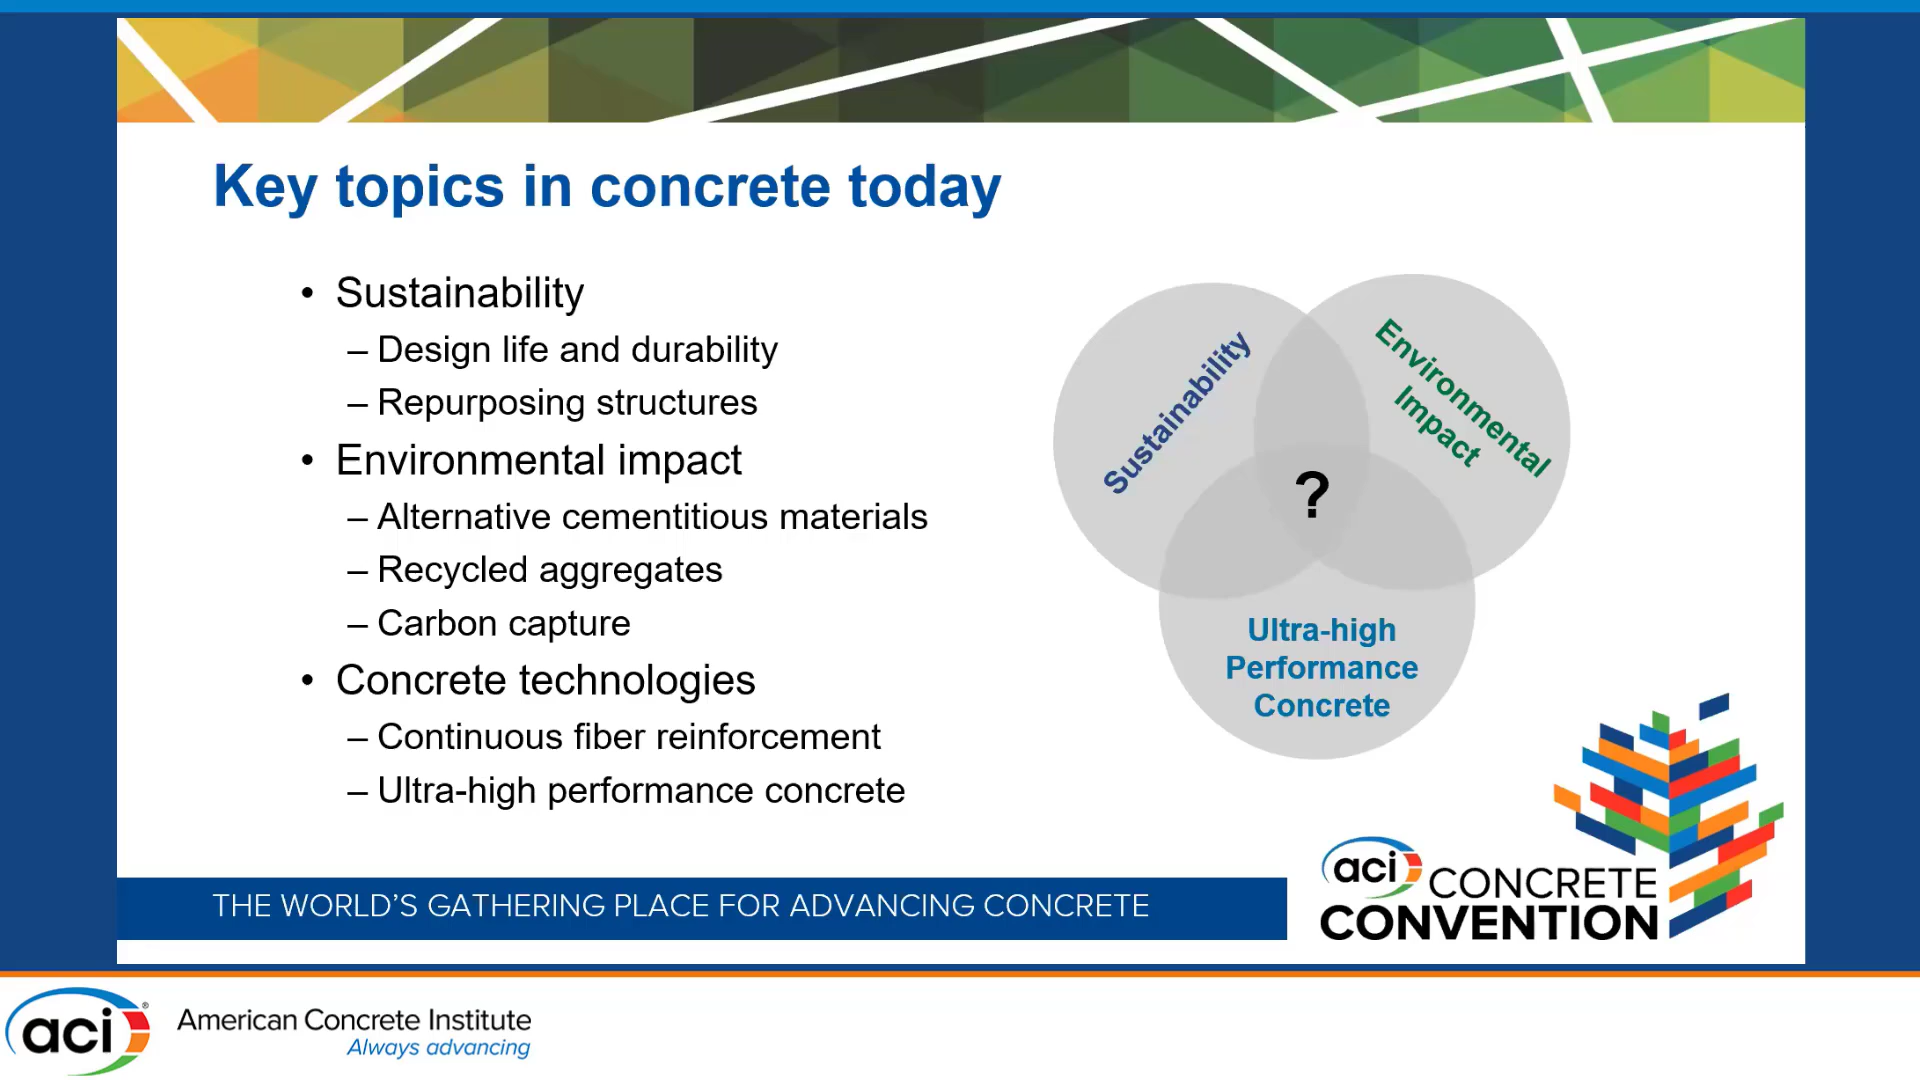 Key topics in concrete today
• Sustainability
– Design life and durability
– Repurposing structures
• Environmental impact
– Alternative cementitious materials
– Recycled aggregates
– Carbon capture
• Concrete technologies
– Continuous fiber reinforcement
– Ultra-high performance concrete
Sustainability
Environmental
Impact
?
Ultra-high
Performance
Concrete
THE WORLD'S GATHERING PLACE FOR ADVANCING CONCRETE
aci CONCRETE
CONVENTION
aci®
American Concrete Institute
Always advancing